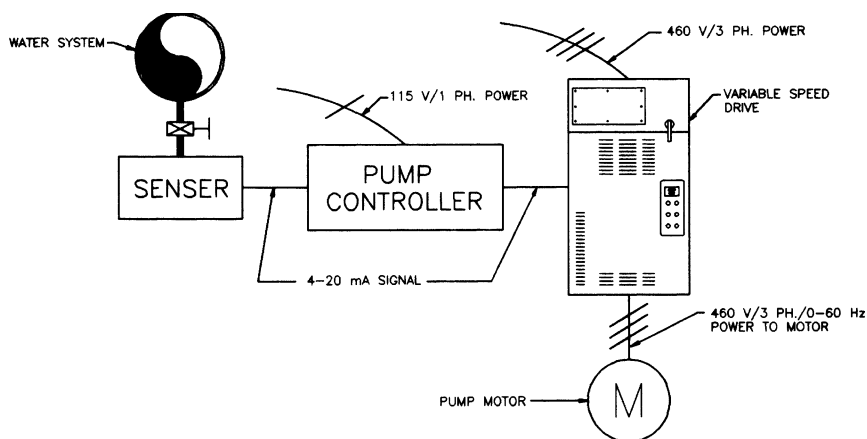 WATER SYSTEM
460 V/3 PH. POWER
115 V/1 PH. POWER
VARIABLE SPEED
DRIVE
SENSER
PUMP
CONTROLLER
4-20 mA SIGNAL
460 V/3 PH./0-60 Hz
POWER TO MOTOR
PUMP MOTOR
M